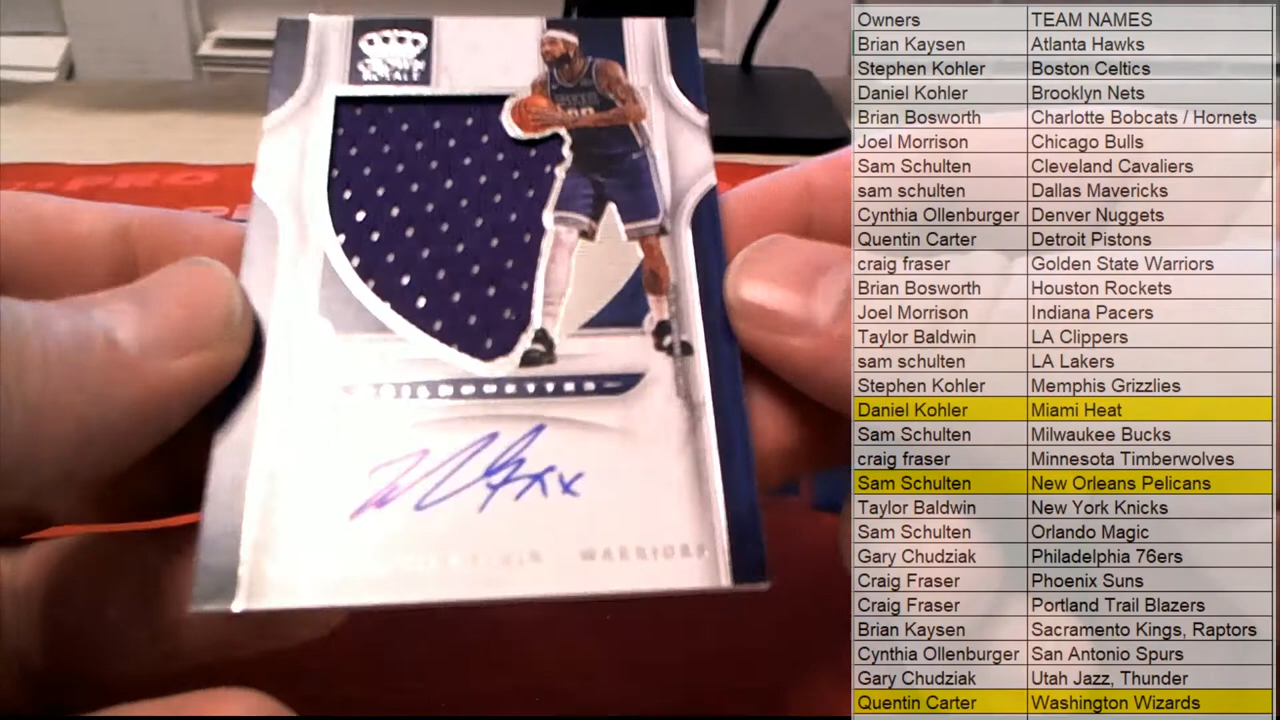 CROWN
ROYALE
WARRIORS
Owners TEAM NAMES
Brian Kaysen Atlanta Hawks
Stephen Kohler Boston Celtics
Daniel Kohler Brooklyn Nets
Brian Bosworth Charlotte Bobcats / Hornets
Joel Morrison Chicago Bulls
Sam Schulten Cleveland Cavaliers
sam schulten Dallas Mavericks
Cynthia Ollenburger Denver Nuggets
Quentin Carter Detroit Pistons
craig fraser Golden State Warriors
Brian Bosworth Houston Rockets
Joel Morrison Indiana Pacers
Taylor Baldwin LA Clippers
sam schulten LA Lakers
Stephen Kohler Memphis Grizzlies
Daniel Kohler Miami Heat
Sam Schulten Milwaukee Bucks
craig fraser Minnesota Timberwolves
Sam Schulten New Orleans Pelicans
Taylor Baldwin New York Knicks
Sam Schulten Orlando Magic
Gary Chudziak Philadelphia 76ers
Craig Fraser Phoenix Suns
Craig Fraser Portland Trail Blazers
Brian Kaysen Sacramento Kings, Raptors
Cynthia Ollenburger San Antonio Spurs
Gary Chudziak Utah Jazz, Thunder
Quentin Carter Washington Wizards